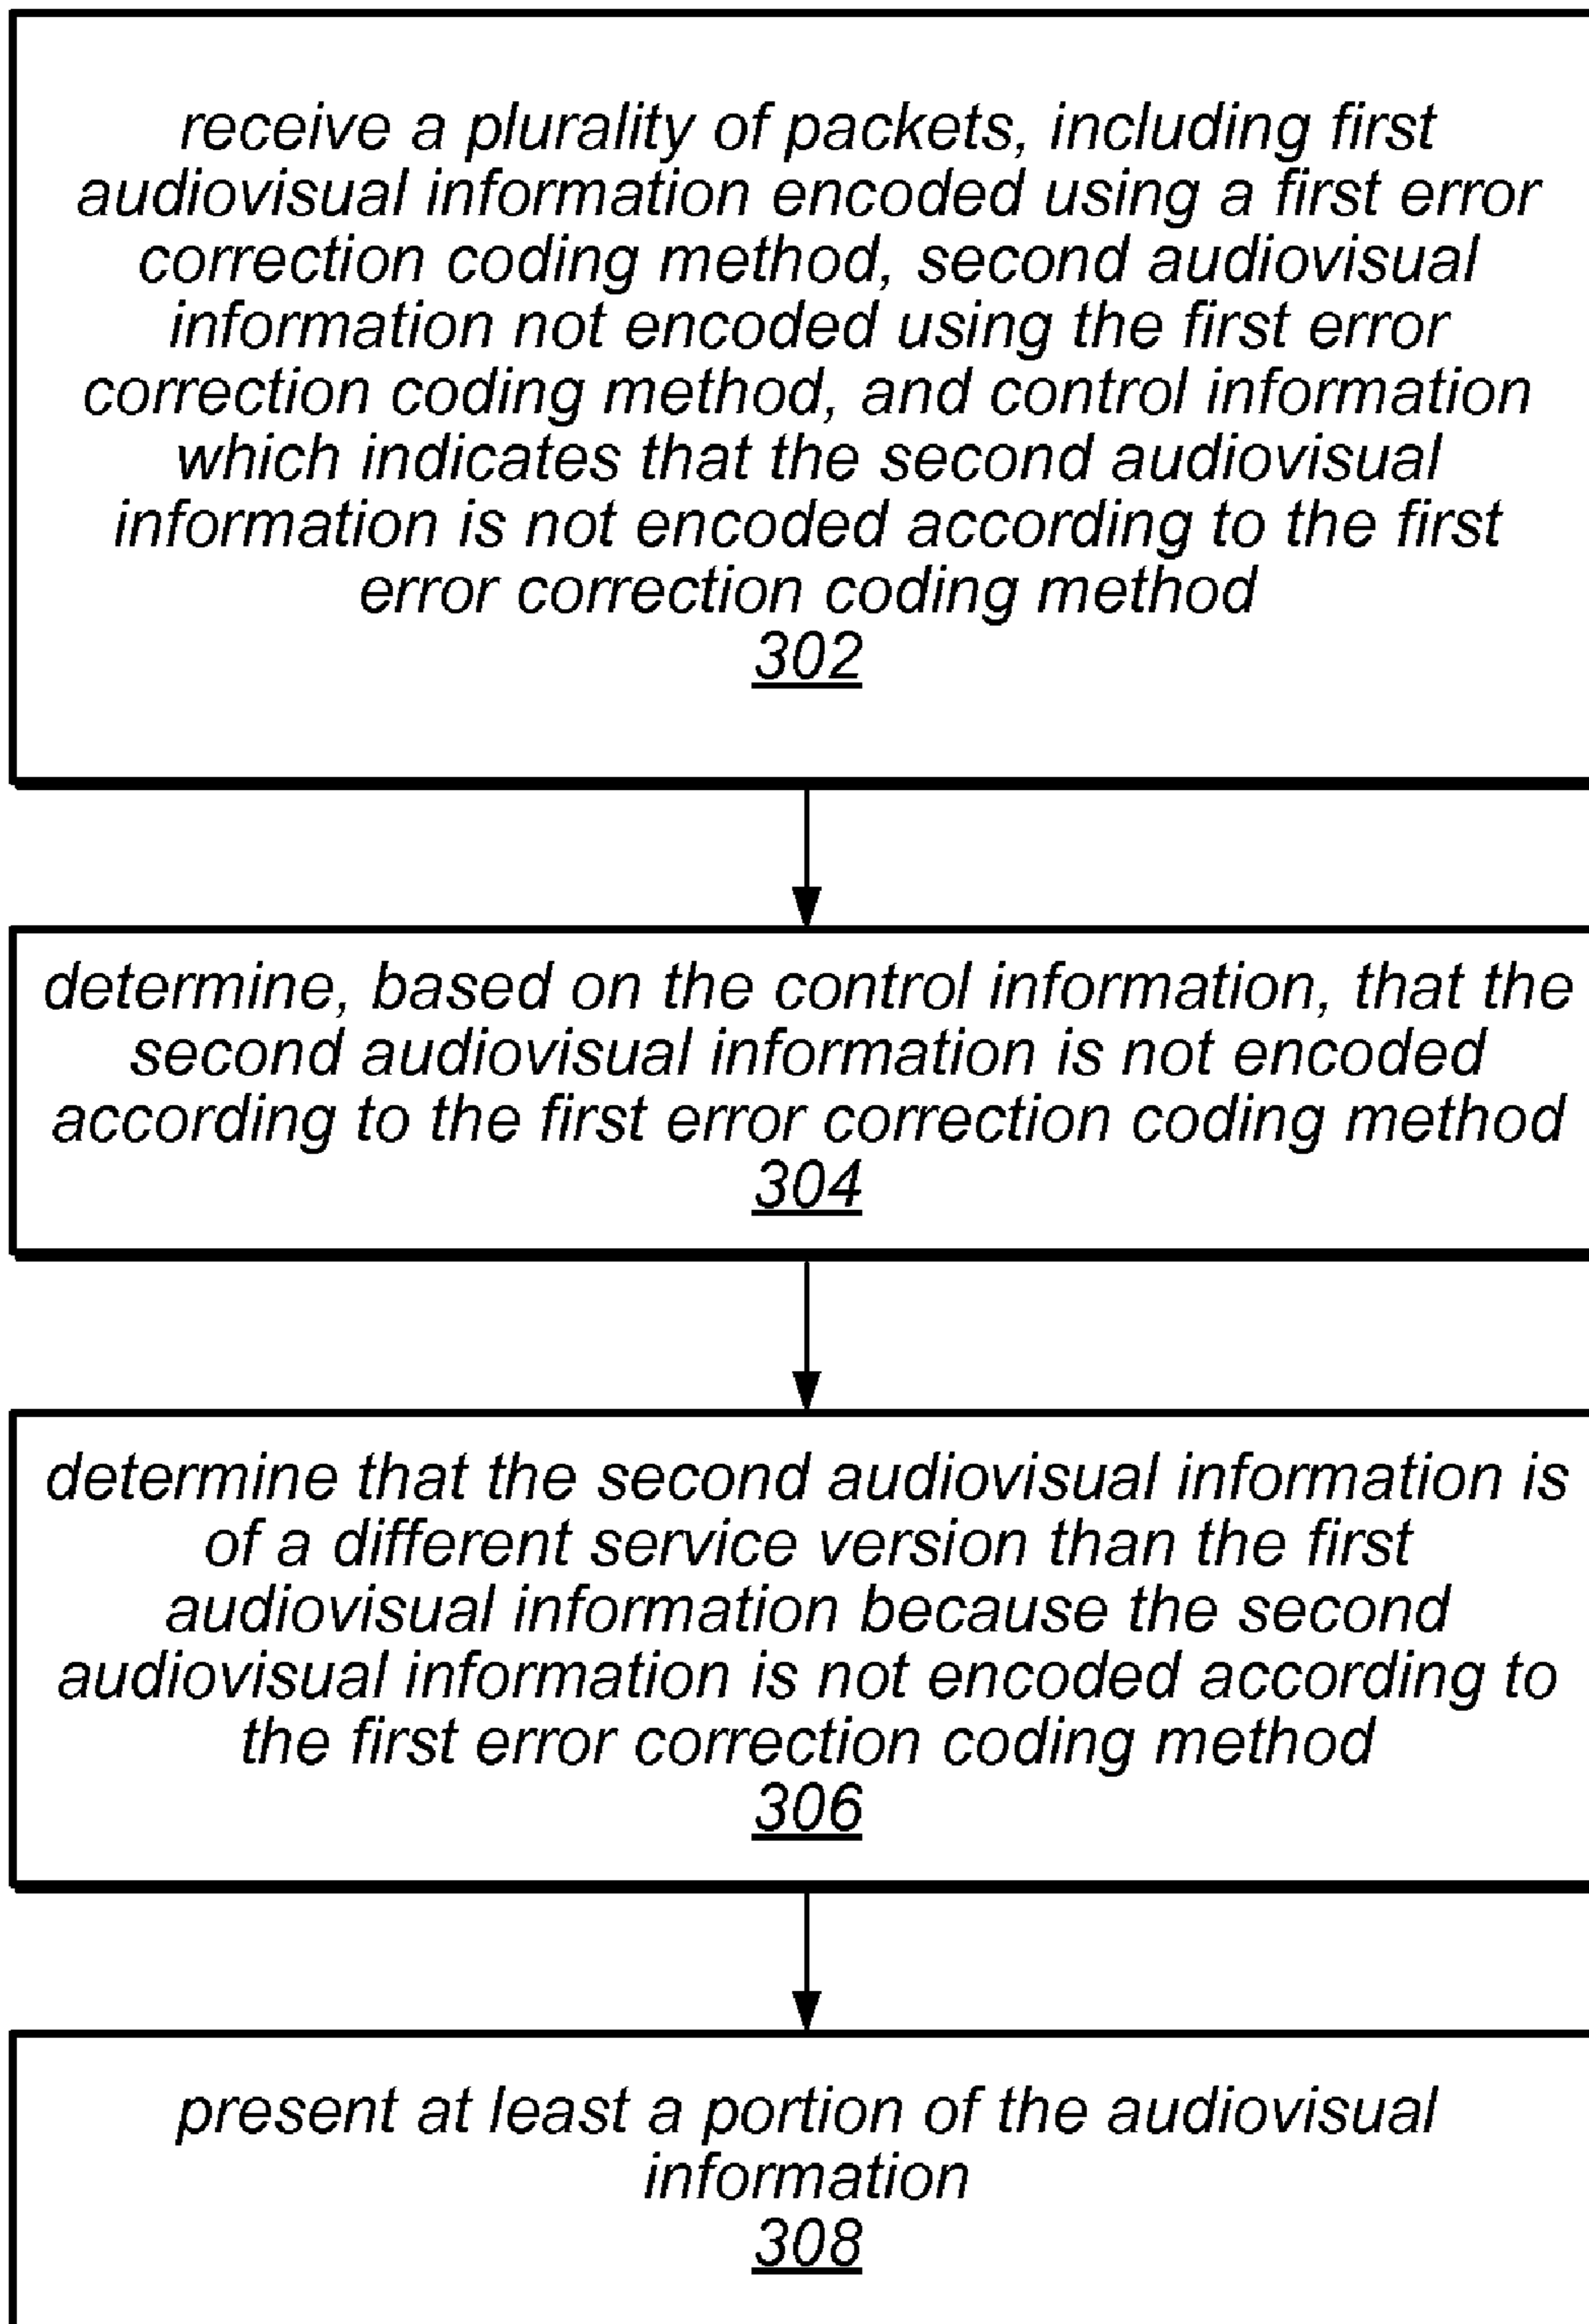 receive a plurality of packets, including first
audiovisual information encoded using a first error
correction coding method, second audiovisual
information not encoded using the first error
correction coding method, and control information
which indicates that the second audiovisual
information is not encoded according to the first
error correction coding method
302
determine, based on the control information, that the
second audiovisual information is not encoded
according to the first error correction coding method
304
determine that the second audiovisual information is
of a different service version than the first
audiovisual information because the second
audiovisual information is not encoded according to
the first error correction coding method
306
present at least a portion of the audiovisual
information
308